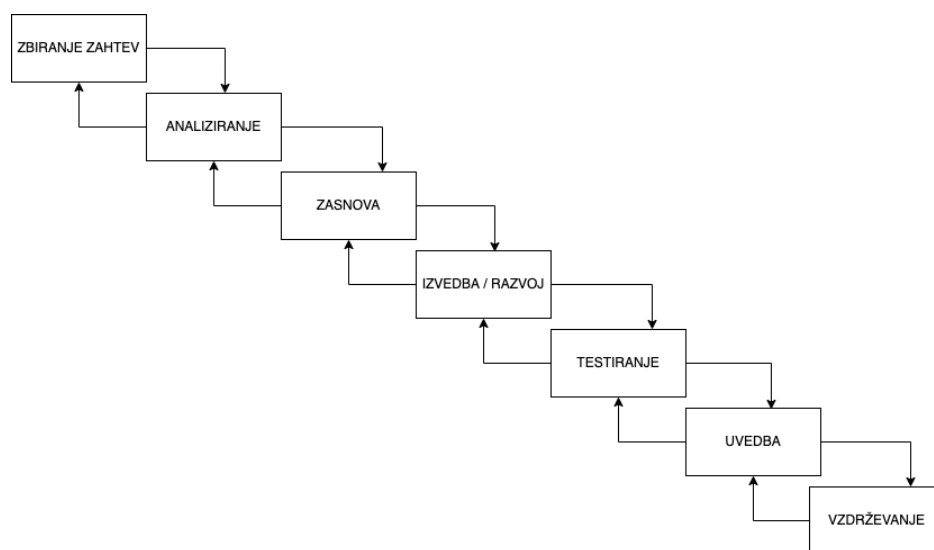 ZBIRANJE ZAHTEV
ANALIZIRANJE
ZASNOVA
IZVEDBA / RAZVOJ
TESTIRANJE
UVEDBA
VZDRŽEVANJE